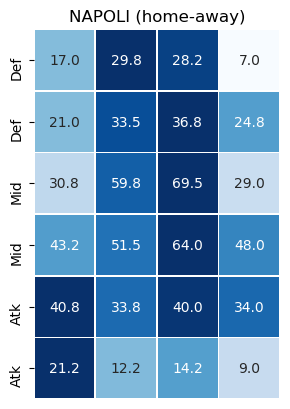 NAPOLI (home-away)
Def 17.0 29.8 28.2 7.0
Def 21.0 33.5 36.8 24.8
Mid 30.8 59.8 69.5 29.0
Mid 43.2 51.5 64.0 48.0
Atk 40.8 33.8 40.0 34.0
Atk 21.2 12.2 14.2 9.0